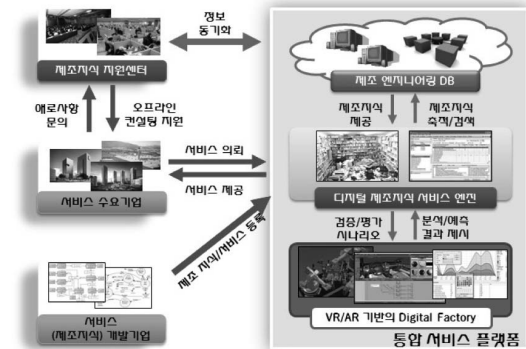 정보
동기화
제조지식 지원센터
제조 엔지니어링 DB
애로사항
문의
오프라인
컨설팅 지원
제조지식
제공
제조지식
축적/검색
서비스 의뢰
서비스 제공
서비스 수요기업
디지털 제조지식 서비스 엔진
제조 지식/서비스 등록
검증/평가
시나리오
분석/예측
결과 제시
서비스
(제조지식) 개발기업
VR/AR 기반의 Digital Factory
통합 서비스 플랫폼